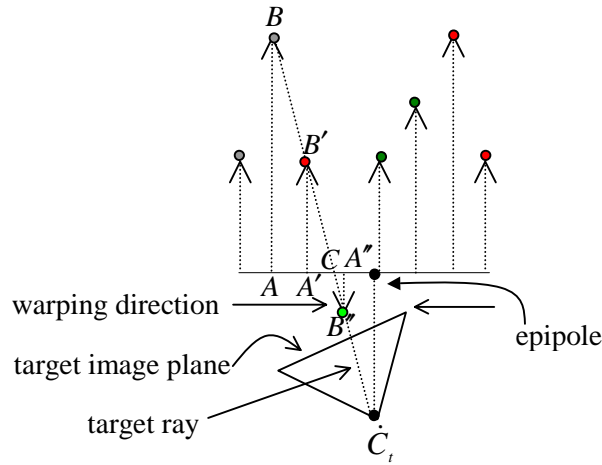 B
B′
C A″
A A′
warping direction
B″
epipole
target image plane
target ray
Ċt